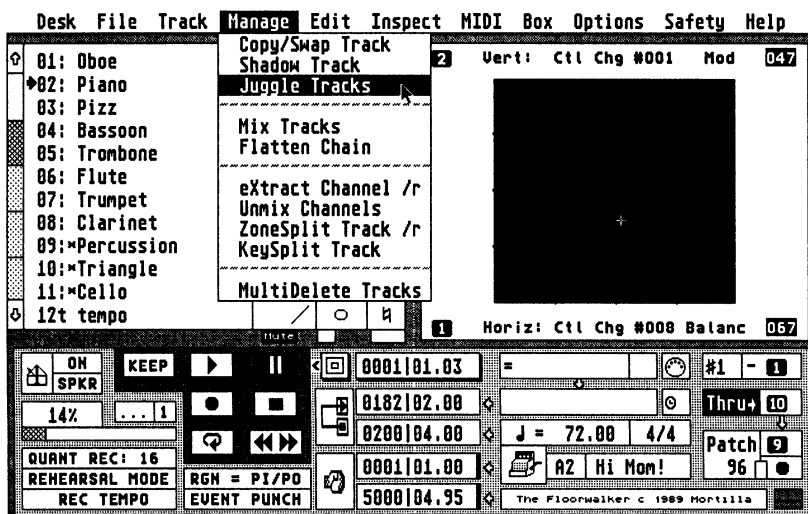 Desk File Track Manage Edit Inspect MIDI Box Options Safety Help
01: Oboe
02: Piano
03: Pizz
04: Bassoon
05: Trombone
06: Flute
07: Trumpet
08: Clarinet
09:*Percussion
10:*Triangle
11:*Cello
12t tempo
Copy/Swap Track
Shadow Track
Juggle Tracks
Mix Tracks
Flatten Chain
eXtract Channel /r
Unmix Channels
ZoneSplit Track /r
KeySplit Track
MultiDelete Tracks
Mute
2 Vert: Ctl Chg #001 Mod 047
1 Horiz: Ctl Chg #008 Balanc 067
ON
SPKR
KEEP
14%
... 1
QUANT REC: 16
REHEARSAL MODE
REC TEMPO
RGN = PI/PO
EVENT PUNCH
0001|01.03
0182|02.00
0200|04.00
0001|01.00
5000|04.95
=
♩ = 72.00 4/4
A2 Hi Mom!
The Floorwalker c 1989 Mortilla
#1 - 1
Thru 10
Patch 9
96